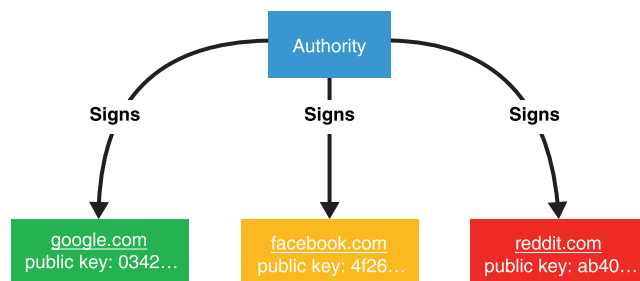 Authority
Signs
Signs
Signs
google.com
public key: 0342...
facebook.com
public key: 4f26...
reddit.com
public key: ab40...